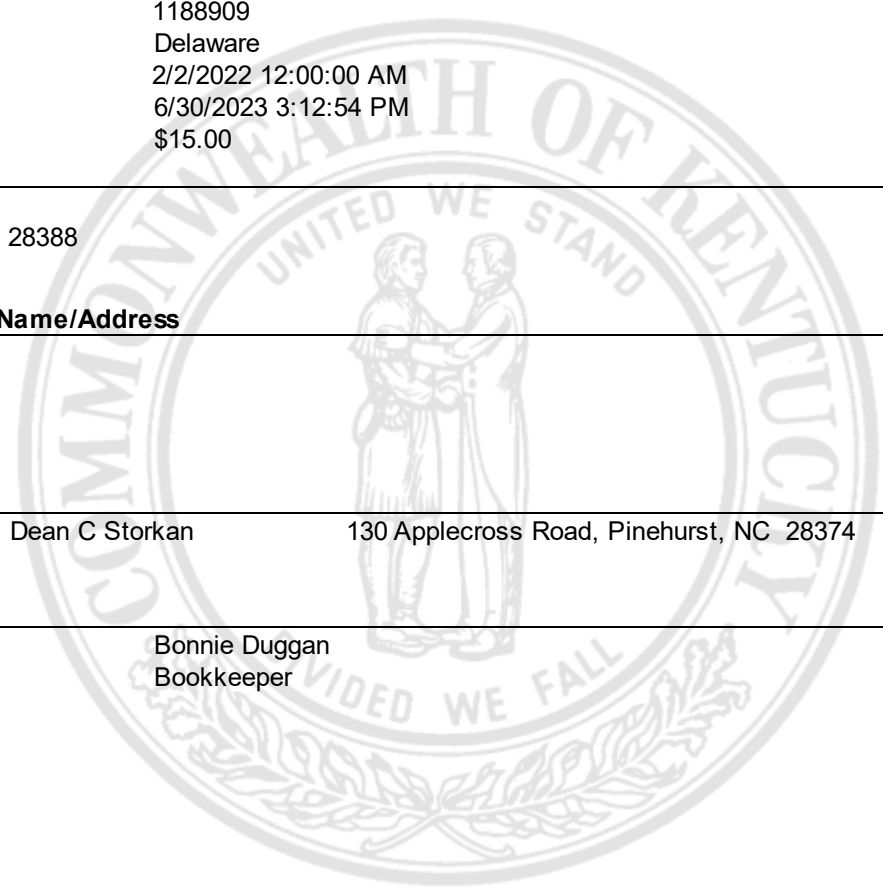 1188909
Delaware
2/2/2022 12:00:00 AM
6/30/2023 3:12:54 PM
$15.00
28388
Name/Address
Dean C Storkan 130 Applecross Road, Pinehurst, NC 28374
Bonnie Duggan
Bookkeeper
COMMONWEALTH OF KENTUCKY
UNITED WE STAND
DIVIDED WE FALL